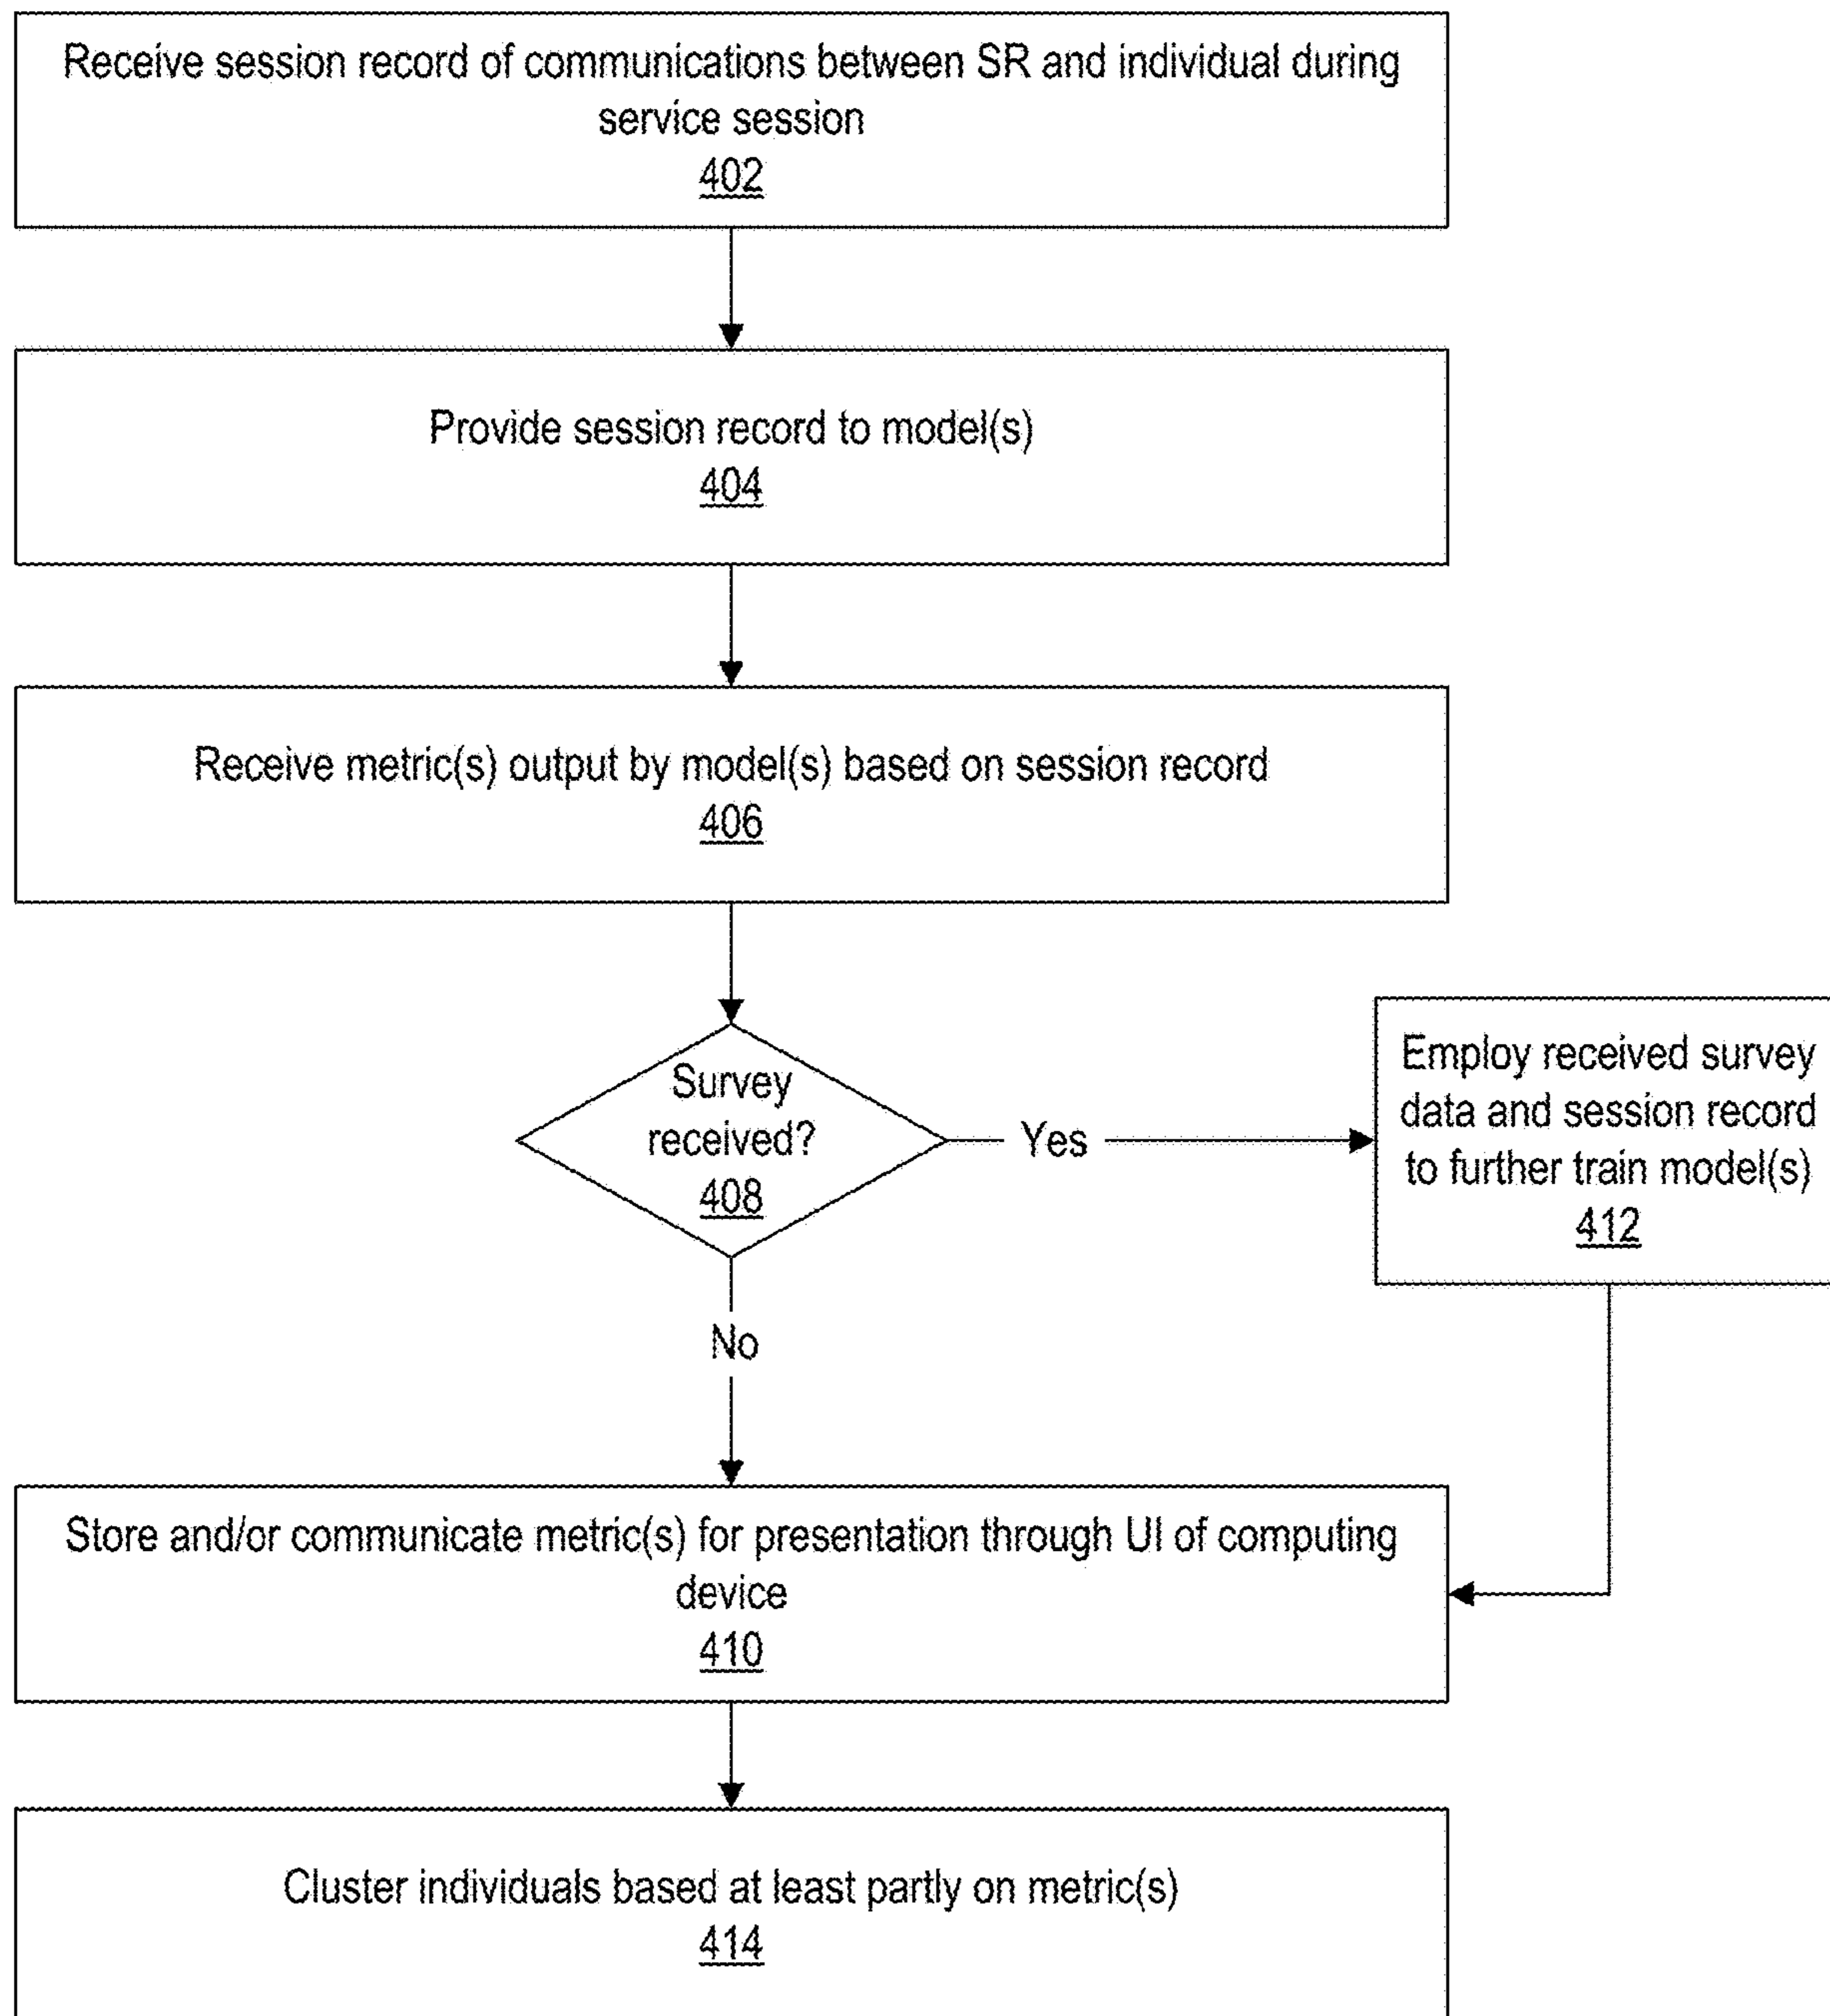 Receive session record of communications between SR and individual during
service session
402
Provide session record to model(s)
404
Receive metric(s) output by model(s) based on session record
406
Survey
received?
408
Yes
Employ received survey
data and session record
to further train model(s)
412
No
Store and/or communicate metric(s) for presentation through UI of computing
device
410
Cluster individuals based at least partly on metric(s)
414